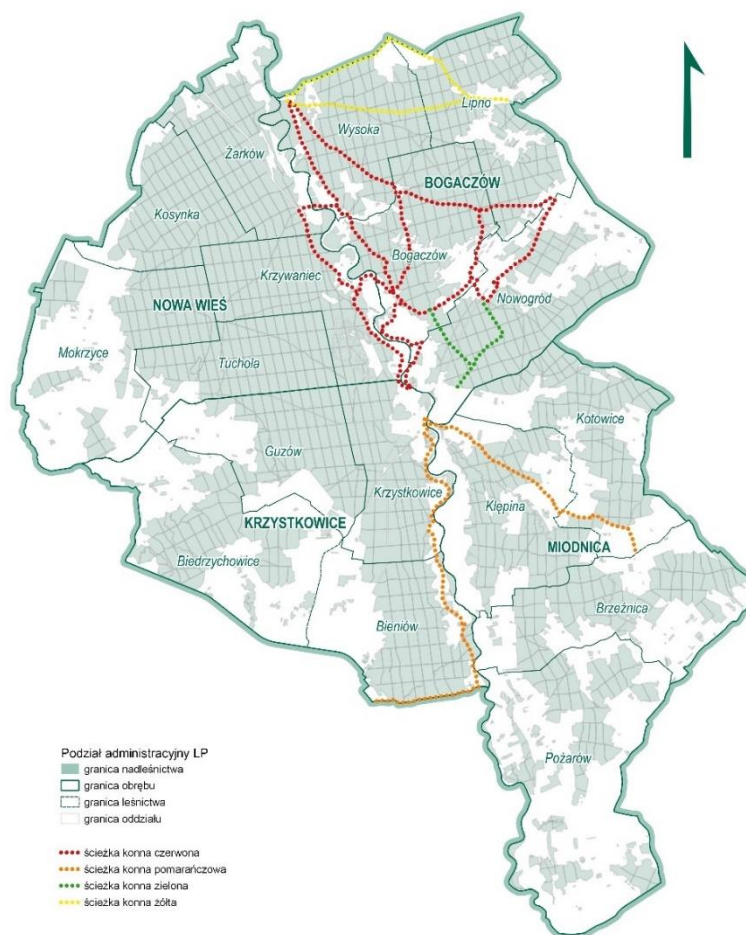 Lipno
Wysoka
Żarków
BOGACZÓW
Kosynka
Bogaczów
Krzywaniec
Nowogród
NOWA WIEŚ
Mokrzyce
Tuchola
Kotowice
Guzów
Krzystkowice
Klępina
KRZYSTKOWICE
MIODNICA
Biedrzychowice
Brzeźnica
Bieniów
Pożarów
Podział administracyjny LP
granica nadleśnictwa
granica obrębu
granica leśnictwa
granica oddziału
ścieżka konna czerwona
ścieżka konna pomarańczowa
ścieżka konna zielona
ścieżka konna żółta